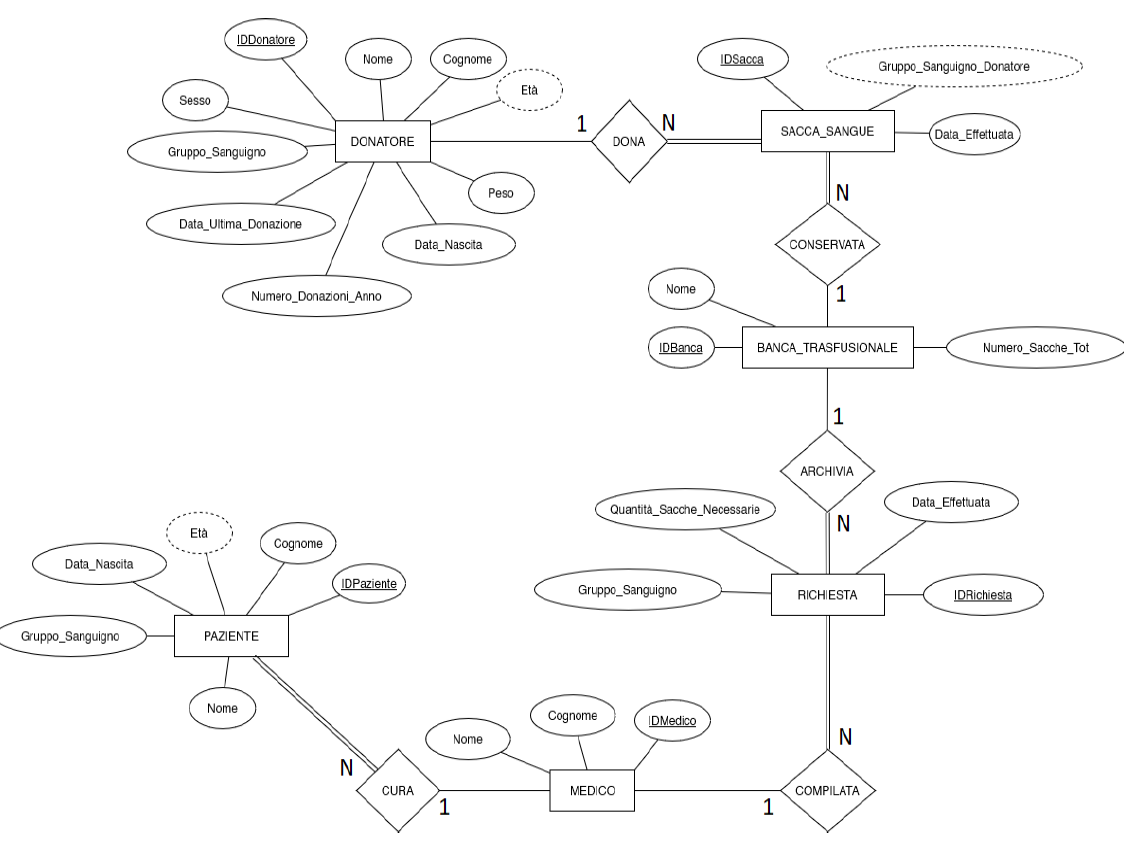 IDDonatore
Nome
Cognome
Età
Sesso
Gruppo_Sanguigno
DONATORE
Data_Ultima_Donazione
Numero_Donazioni_Anno
Data_Nascita
Peso
1
DONA
N
IDSacca
Gruppo_Sanguigno_Donatore
SACCA_SANGUE
Data_Effettuata
N
CONSERVATA
1
Nome
IDBanca
BANCA_TRASFUSIONALE
Numero_Sacche_Tot
1
ARCHIVIA
N
Quantità_Sacche_Necessarie
Data_Effettuata
Gruppo_Sanguigno
RICHIESTA
IDRichiesta
Età
Cognome
Data_Nascita
IDPaziente
Gruppo_Sanguigno
PAZIENTE
Nome
N
CURA
1
Nome
Cognome
IDMedico
MEDICO
1
COMPILATA
N